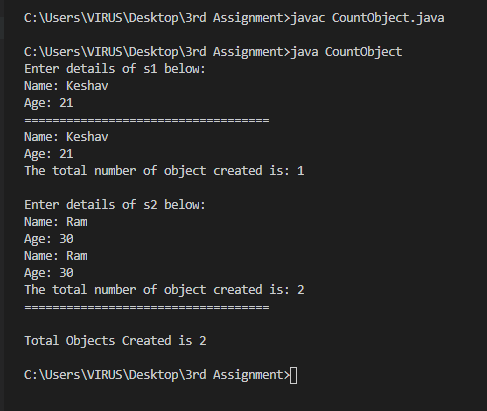 C:\Users\VIRUS\Desktop\3rd Assignment>javac CountObject.java
C:\Users\VIRUS\Desktop\3rd Assignment>java CountObject
Enter details of s1 below:
Name: Keshav
Age: 21
===================================
Name: Keshav
Age: 21
The total number of object created is: 1
Enter details of s2 below:
Name: Ram
Age: 30
Name: Ram
Age: 30
The total number of object created is: 2
===================================
Total Objects Created is 2
C:\Users\VIRUS\Desktop\3rd Assignment>